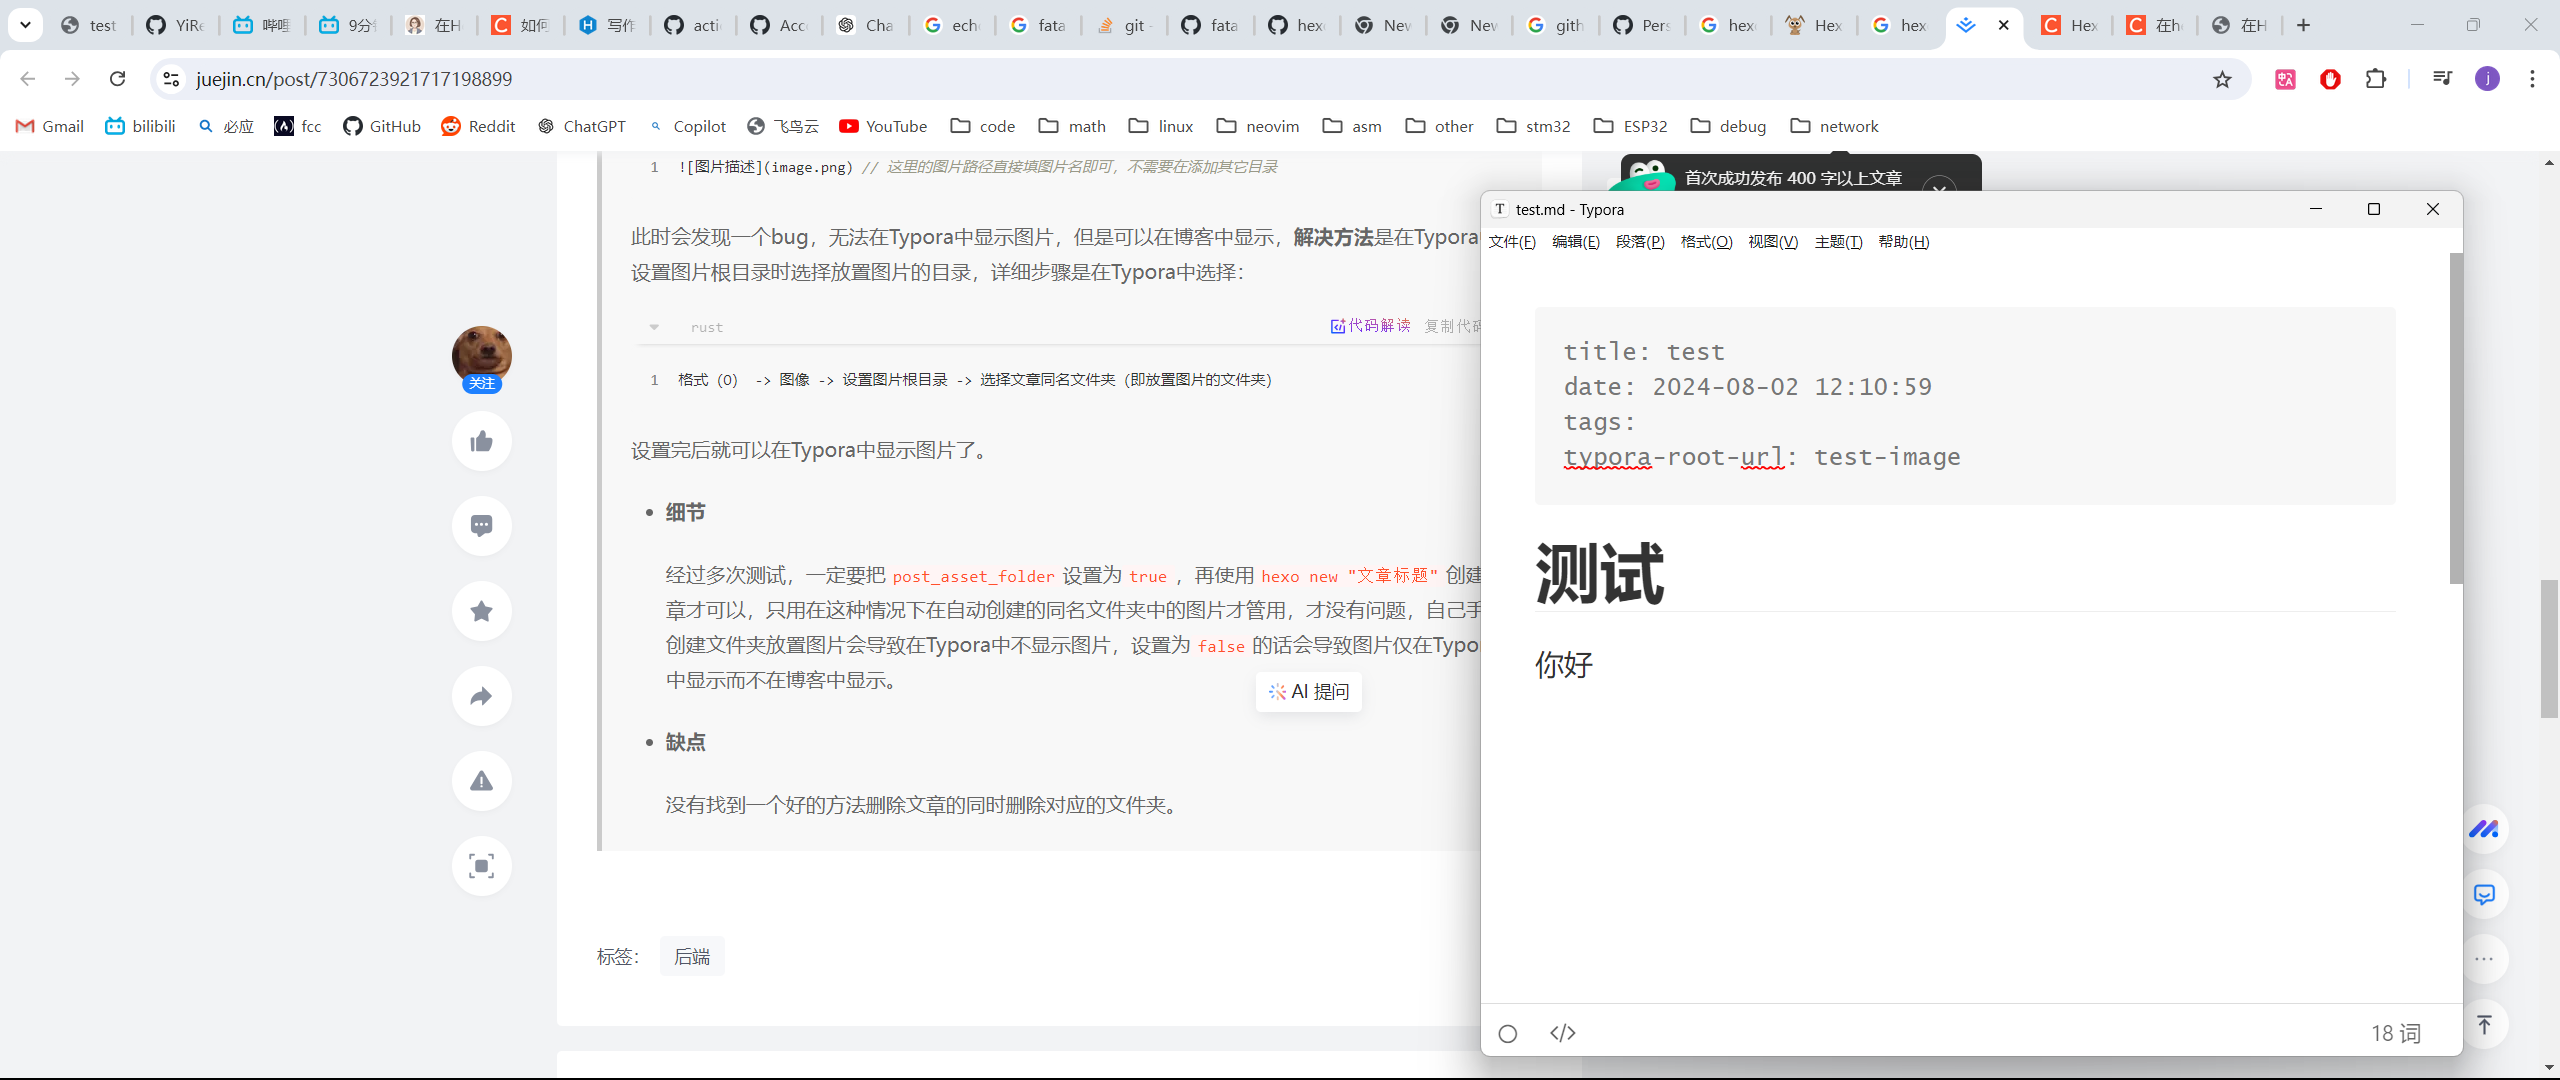 test
YiRe
哔哩
9分钟
在He
如何
写作
actio
Acce
Cha
echo
fata
git -
fata
hexo
New
New
gith
Pers
hexo
Hex
hexo
Hex
在he
在H
juejin.cn/post/7306723921717198899
Gmail
bilibili
必应
fcc
GitHub
Reddit
ChatGPT
Copilot
飞鸟云
YouTube
code
math
linux
neovim
asm
other
stm32
ESP32
debug
network
1 ![图片描述](image.png) // 这里的图片路径直接填图片名即可，不需要在添加其它目录
首次成功发布 400 字以上文章
此时会发现一个bug，无法在Typora中显示图片，但是可以在博客中显示，解决方法是在Typora
设置图片根目录时选择放置图片的目录，详细步骤是在Typora中选择：
rust
代码解读
复制代码
1 格式（O） -> 图像 -> 设置图片根目录 -> 选择文章同名文件夹（即放置图片的文件夹）
设置完后就可以在Typora中显示图片了。
细节
经过多次测试，一定要把 post_asset_folder 设置为 true ，再使用 hexo new "文章标题" 创建
章才可以，只用在这种情况下在自动创建的同名文件夹中的图片才管用，才没有问题，自己手
创建文件夹放置图片会导致在Typora中不显示图片，设置为 false 的话会导致图片仅在Typo
中显示而不在博客中显示。
AI 提问
缺点
没有找到一个好的方法删除文章的同时删除对应的文件夹。
标签：
后端
关注
test.md - Typora
文件(F) 编辑(E) 段落(P) 格式(O) 视图(V) 主题(T) 帮助(H)
title: test
date: 2024-08-02 12:10:59
tags:
typora-root-url: test-image
测试
你好
18 词